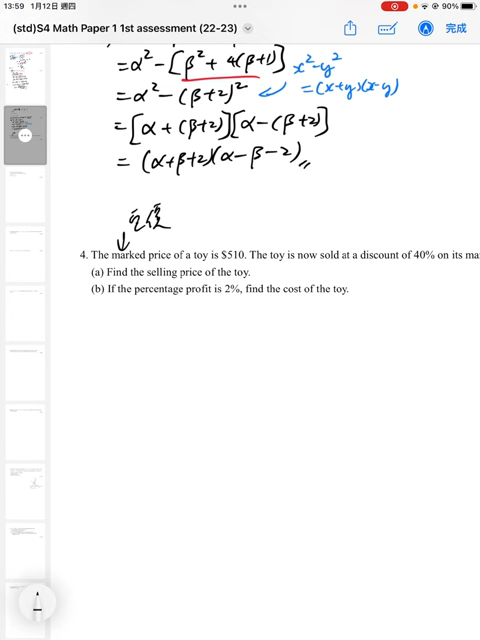 13:59 1月12日 週四
90%
(std)S4 Math Paper 1 1st assessment (22-23)
完成
=α²-[β²+4(β+1)]
x²-y²
=α²-(β+2)²
=(x+y)(x-y)
=[α+(β+2)][α-(β+2)]
=(α+β+2)(α-β-2)
4. The marked price of a toy is $510. The toy is now sold at a discount of 40% on its ma
(a) Find the selling price of the toy.
(b) If the percentage profit is 2%, find the cost of the toy.